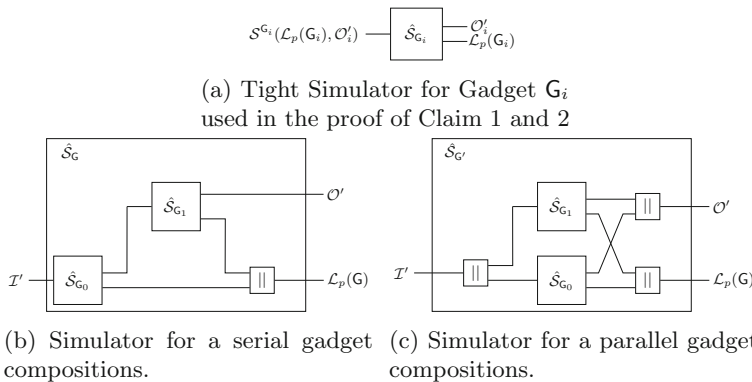 𝒮^{G_i}(ℒ_p(G_i), 𝒪′_i) Ŝ_{G_i} 𝒪′_i
ℒ_p(G_i)
(a) Tight Simulator for Gadget G_i
used in the proof of Claim 1 and 2
Ŝ_G
Ŝ_{G_1}
𝒪′
ℐ′
Ŝ_{G_0}
||
ℒ_p(G)
(b) Simulator for a serial gadget
compositions.
Ŝ_{G′}
Ŝ_{G_1}
||
𝒪′
ℐ′
||
Ŝ_{G_0}
||
ℒ_p(G)
(c) Simulator for a parallel gadget
compositions.